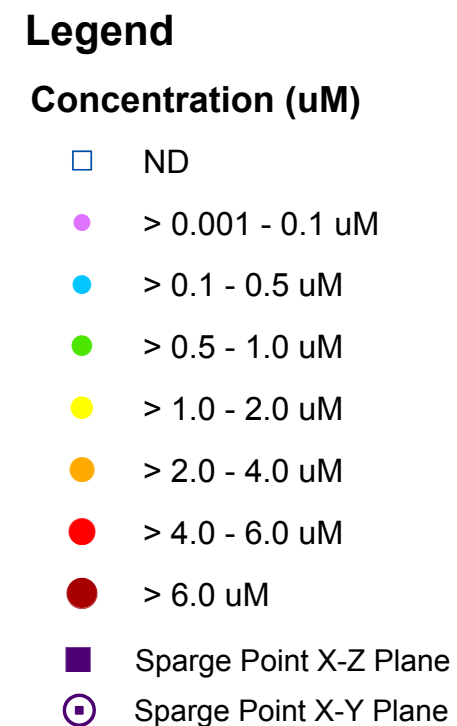 Legend
Concentration (uM)
ND
> 0.001 - 0.1 uM
> 0.1 - 0.5 uM
> 0.5 - 1.0 uM
> 1.0 - 2.0 uM
> 2.0 - 4.0 uM
> 4.0 - 6.0 uM
> 6.0 uM
Sparge Point X-Z Plane
Sparge Point X-Y Plane